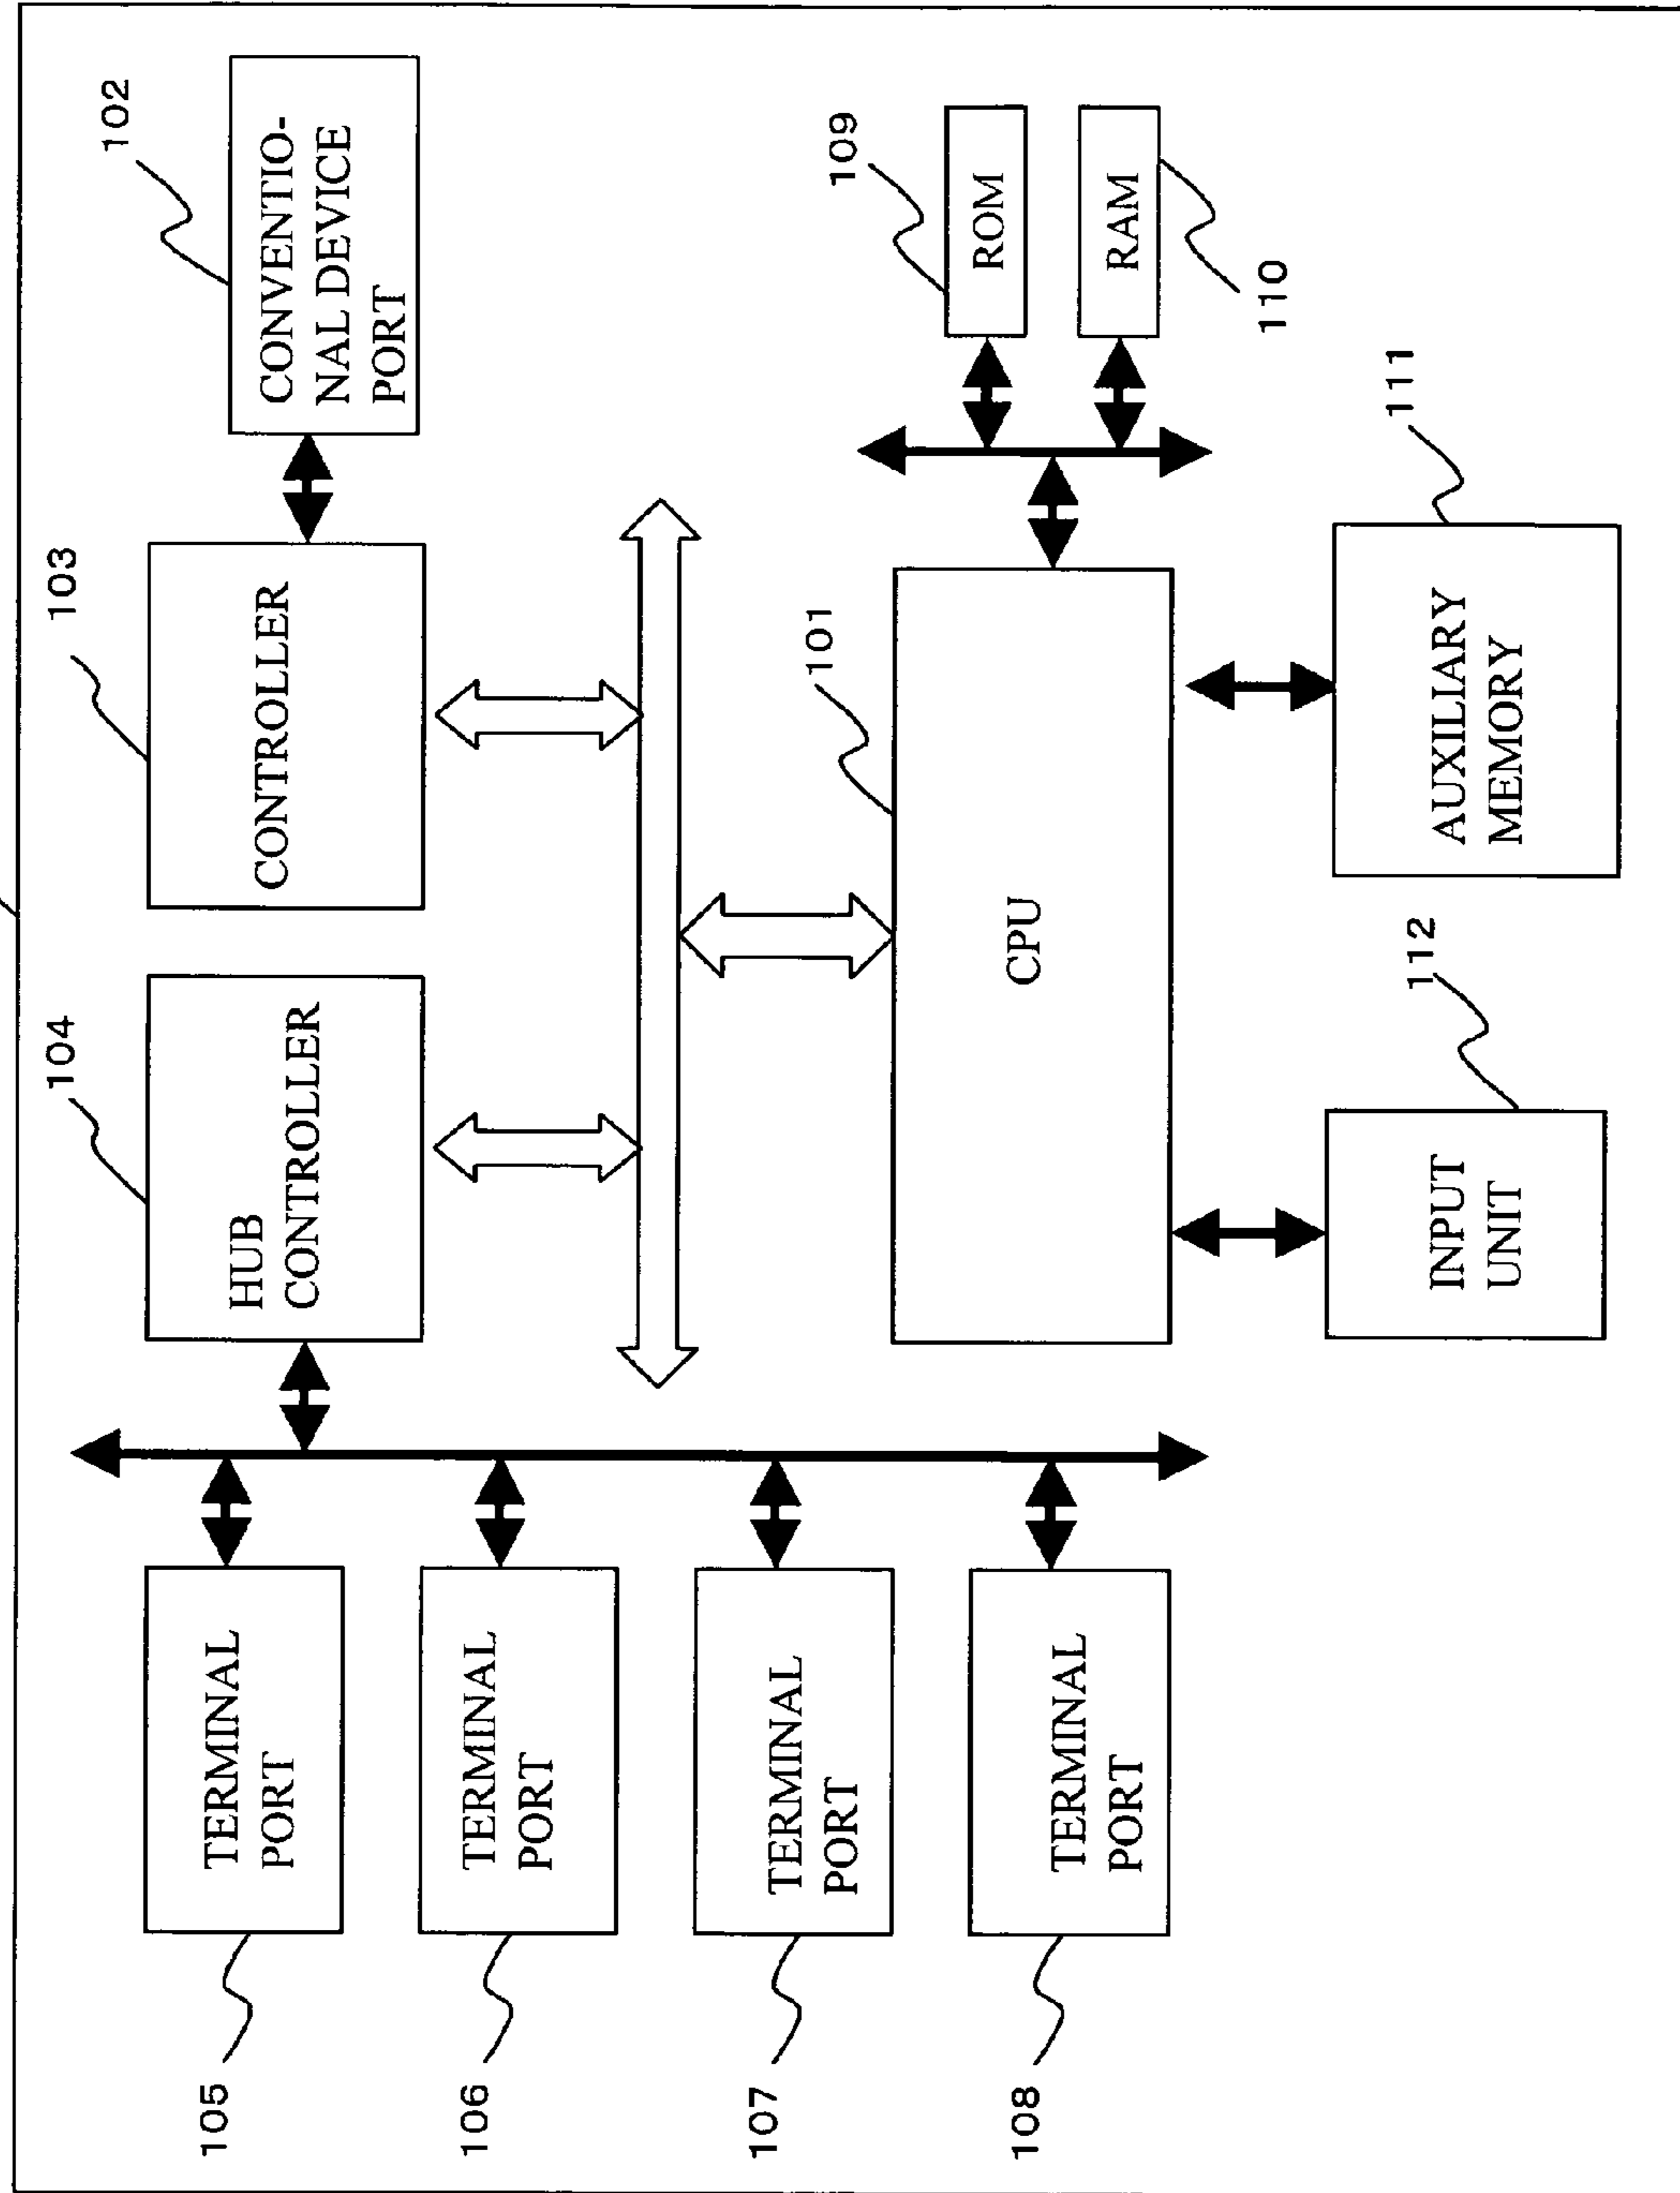 102
CONVENTIO-
NAL DEVICE
PORT
103
CONTROLLER
104
HUB
CONTROLLER
105
TERMINAL
PORT
106
TERMINAL
PORT
107
TERMINAL
PORT
108
TERMINAL
PORT
101
CPU
109
ROM
RAM
110
111
AUXILIARY
MEMORY
112
INPUT
UNIT